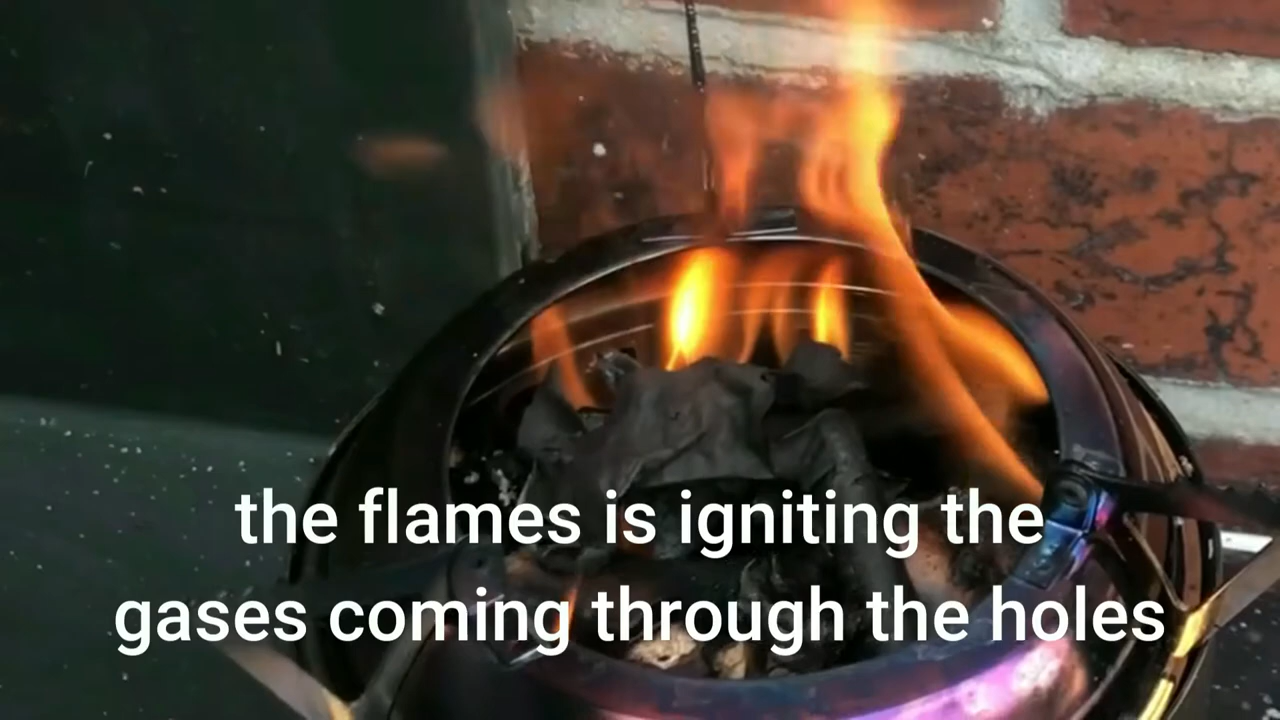 the flames is igniting the
gases coming through the holes